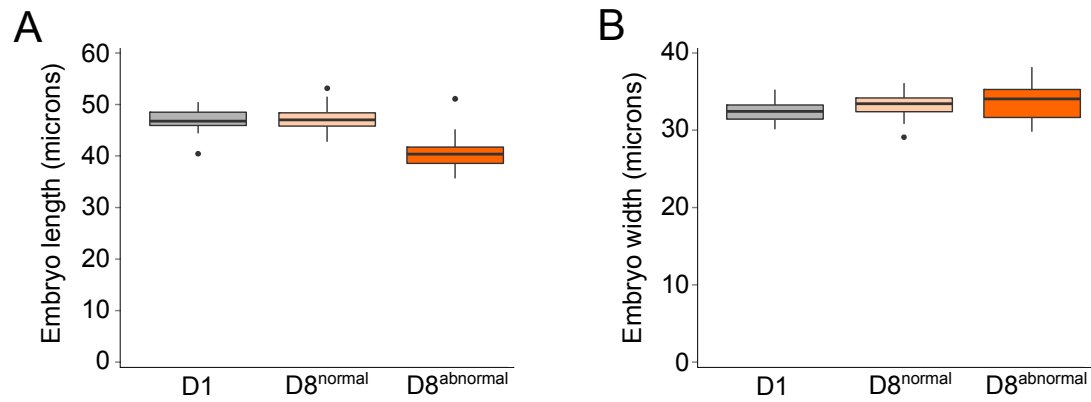 A
Embryo length (microns)
60
50
40
30
20
10
0
D1
D8normal
D8abnormal
B
Embryo width (microns)
40
30
20
10
0
D1
D8normal
D8abnormal